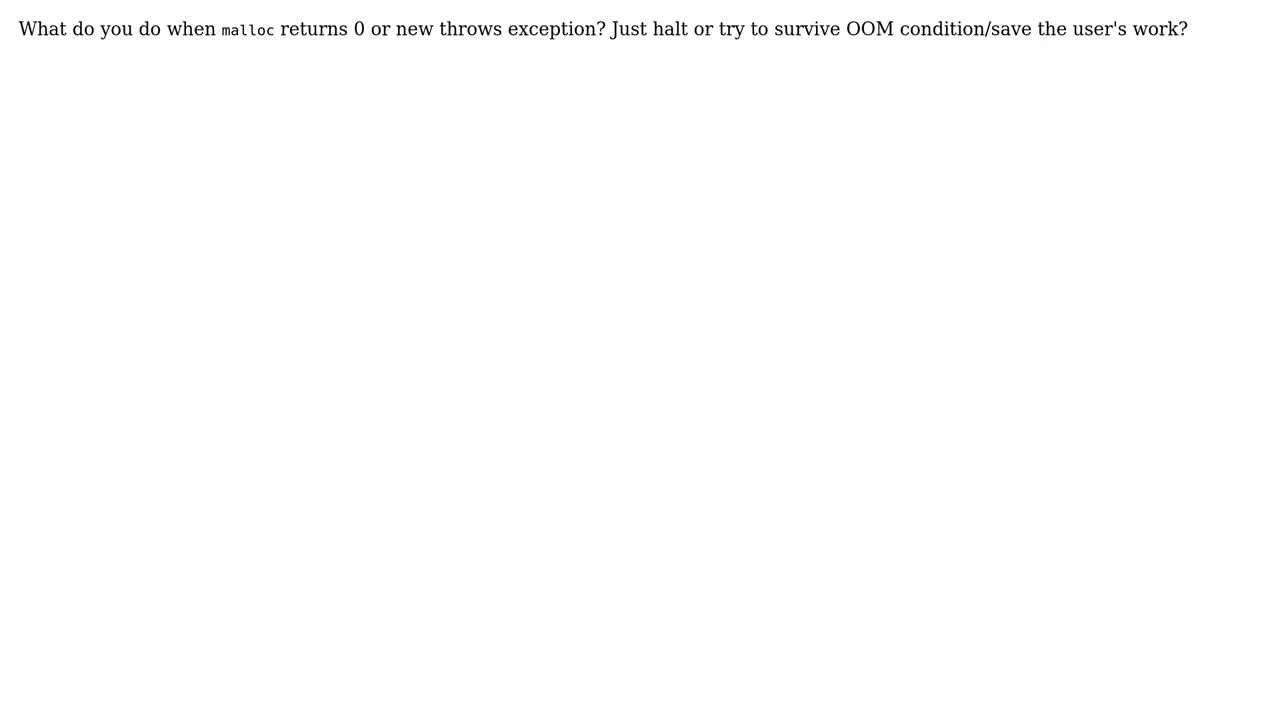 What do you do when malloc returns 0 or new throws exception? Just halt or try to survive OOM condition/save the user's work?